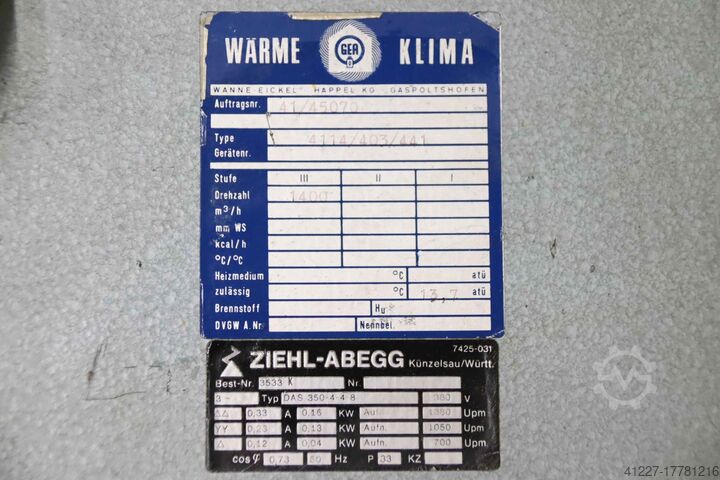 WÄRME GEA KLIMA
WANNE EICKEL HAPPEL KG GASPOLTSHOFEN
Auftragsnr. 41/45070
Type 4114/403/441
Gerätenr.
Stufe III II I
Drehzahl 1400
m³/h
mm WS
kcal/h
°C/°C
Heizmedium °C atü
zulässig °C 13,7 atü
Brennstoff Hu
DVGW A.Nr. Nennbel.
7425-031
ZIEHL-ABEGG Künzelsau/Württ.
Best-Nr. 3533 K Nr.
3~ Typ DAS 350-4-4 8 380 V
ΔΔ 0,33 A 0,16 KW Auf 1380 Upm
YY 0,23 A 0,13 KW Aufn. 1050 Upm
Δ 0,12 A 0,04 KW Aufn. 700 Upm.
cos φ 0,73 50 Hz P 33 KZ
41227-17781216